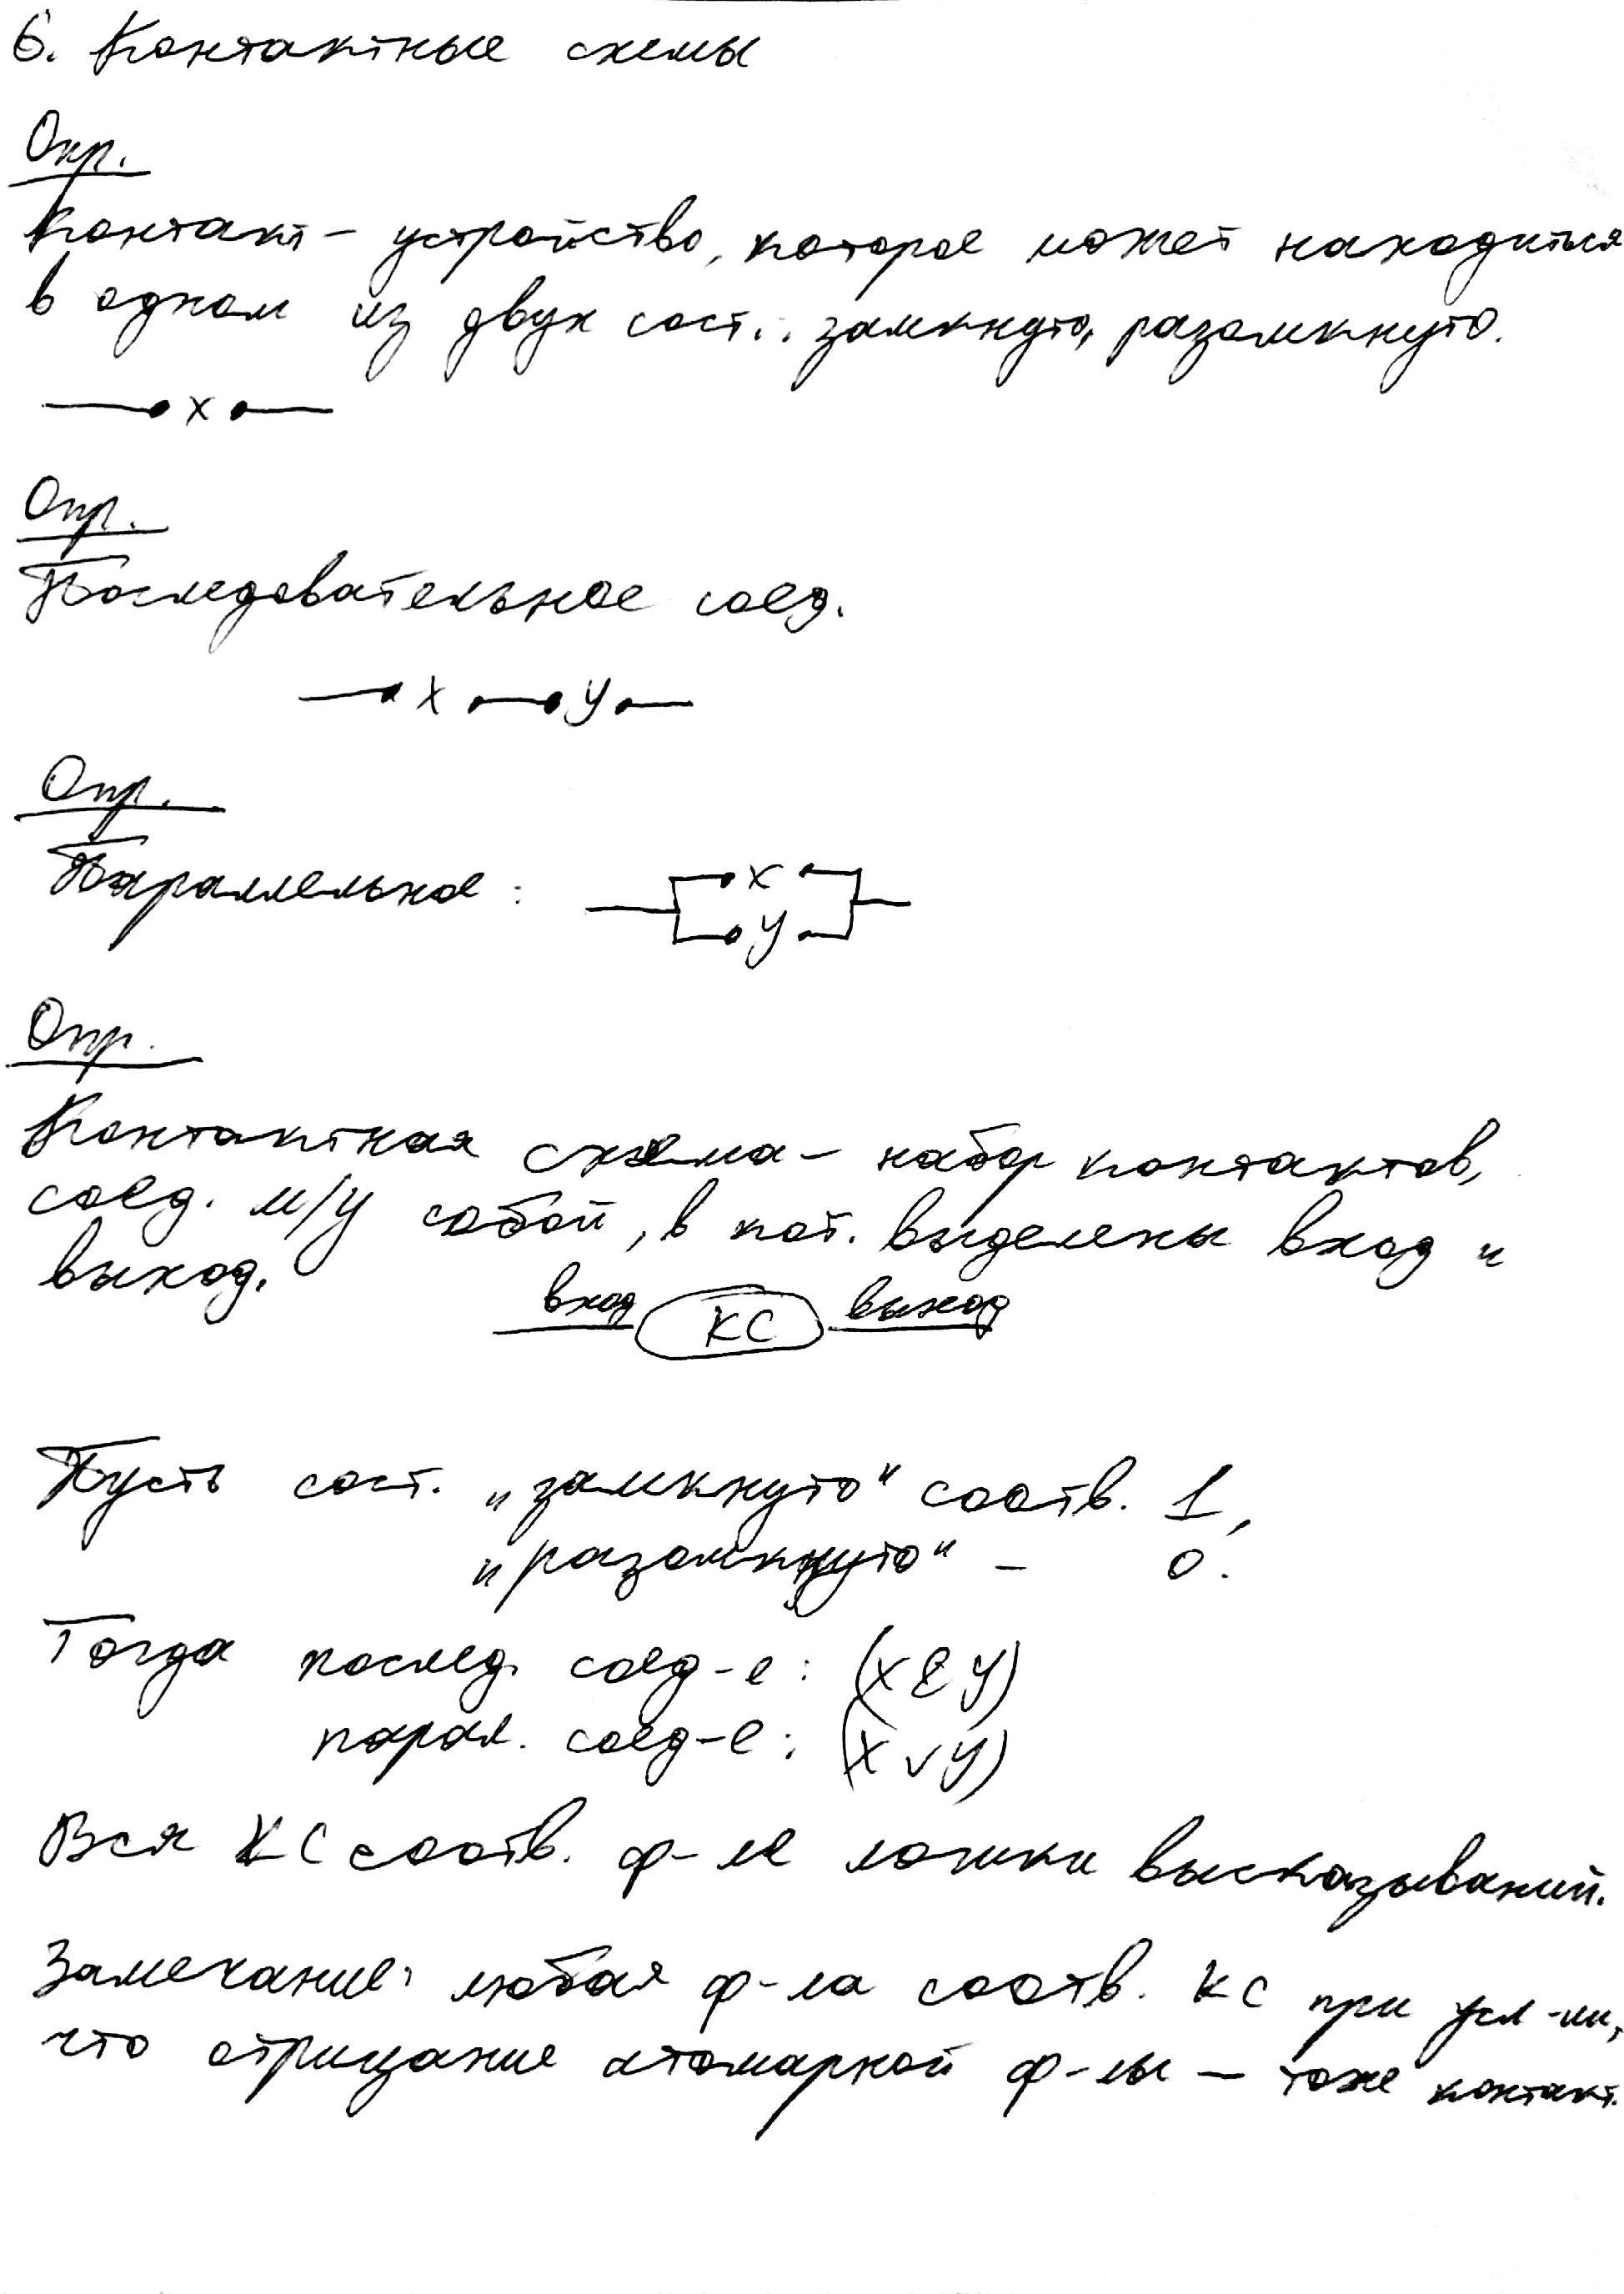 6. Контактные схемы
Опр.
Контакт – устройство, которое может находиться
в одном из двух сост.: замкнуто, разомкнуто.
x
Опр.
Последовательное соед.
x y
Опр.
Параллельное:
x
y
Опр.
Контактная схема – набор контактов,
соед. м/у собой, в кот. выделены вход и
выход.
вход КС выход
Пусть сост. „замкнуто“ соотв. 1,
„разомкнуто“ – 0.
Тогда послед. соед-е: (x & y)
парал. соед-е: (x ∨ y)
Вся КС соотв. ф-ле логики высказываний.
Замечание: любая ф-ла соотв. КС при усл-ии,
что отрицание атомарной ф-лы – тоже контакт.